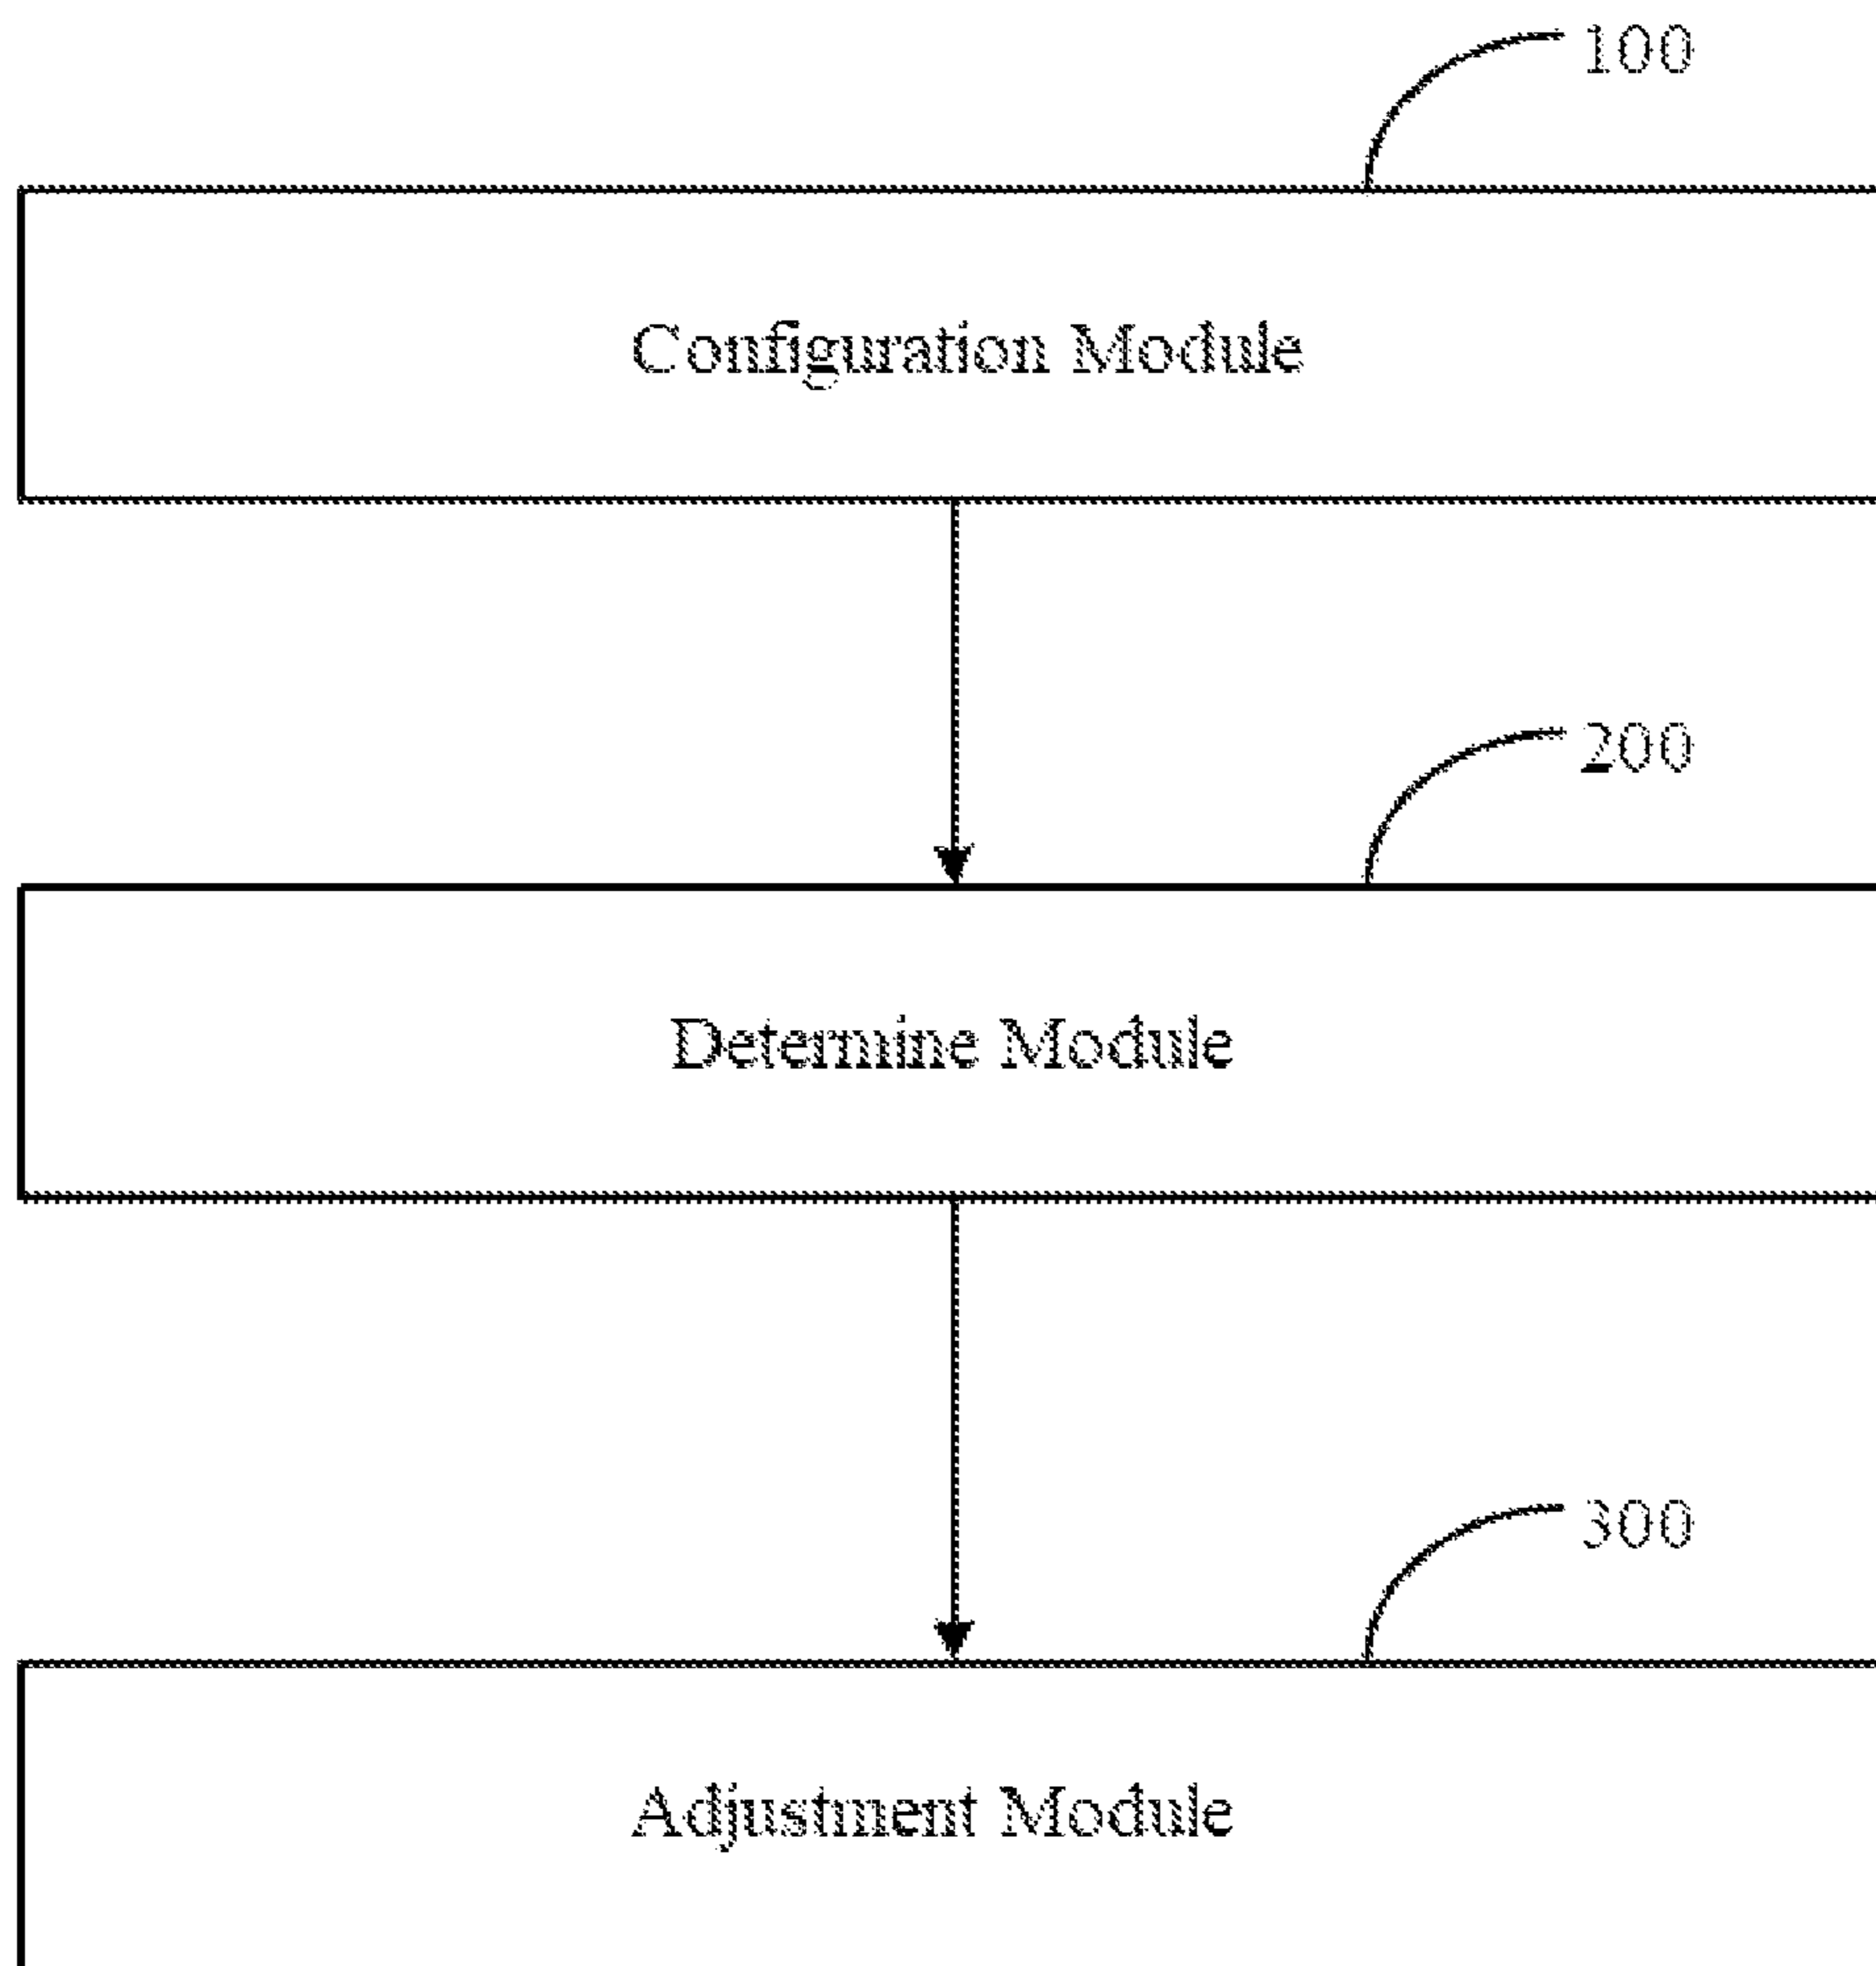 100
Configuration Module
200
Determine Module
300
Adjustment Module